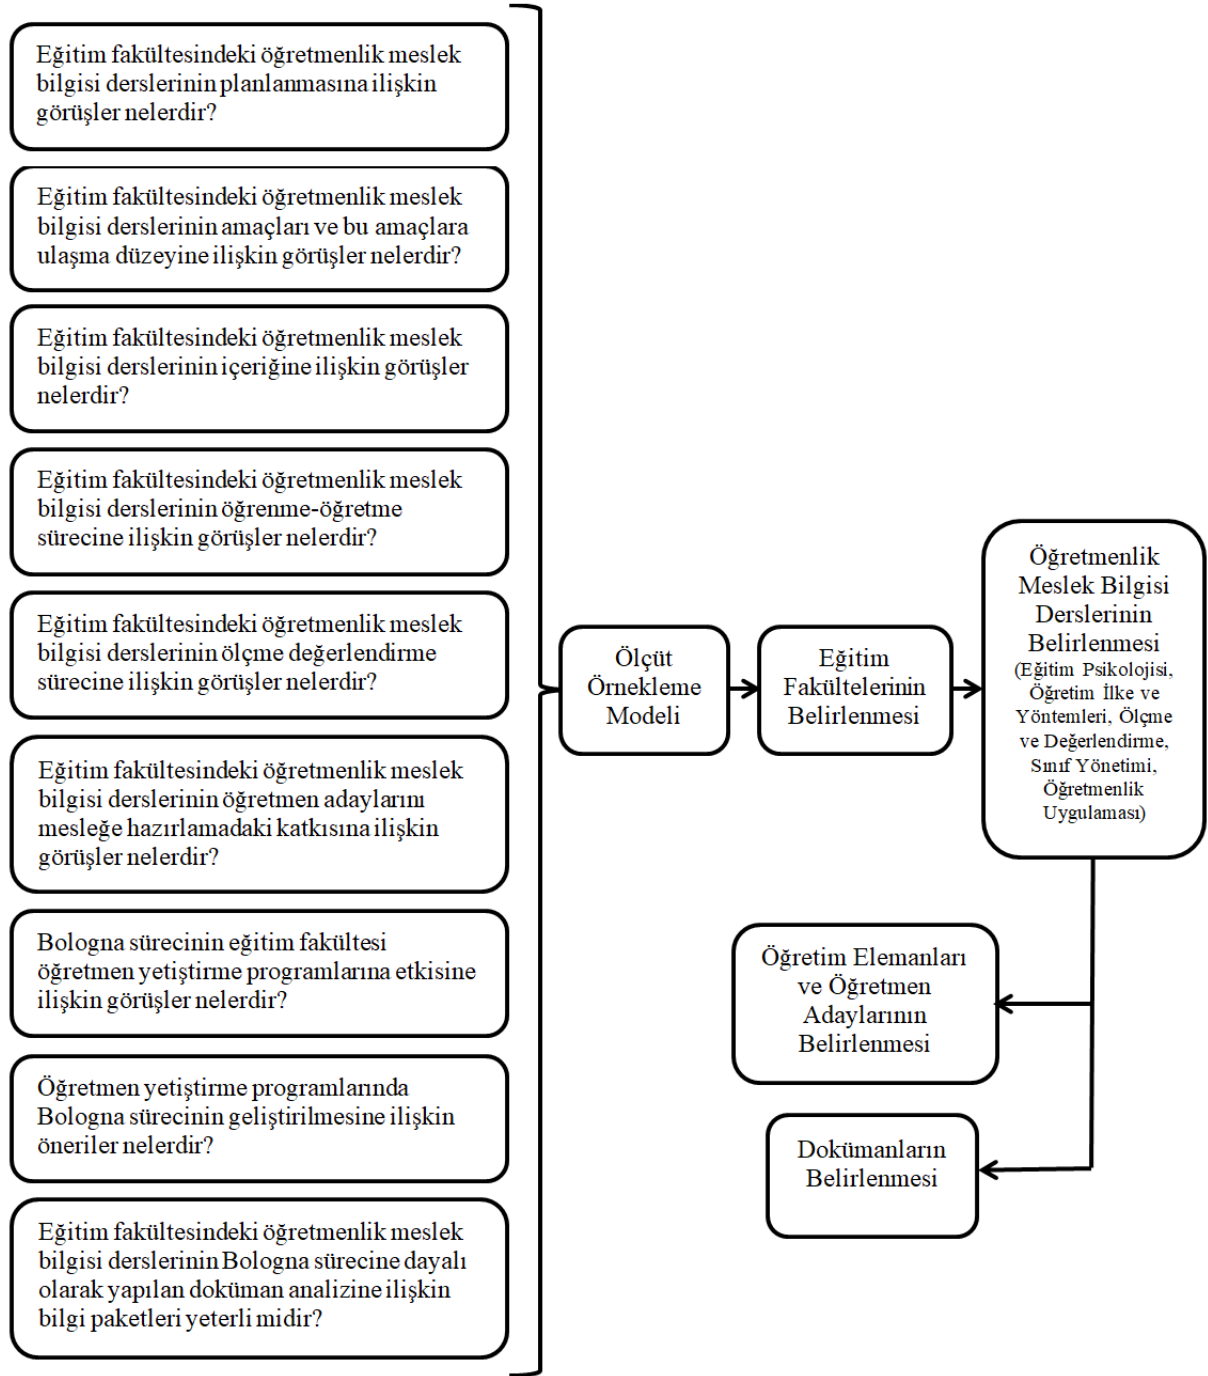 Eğitim fakültesindeki öğretmenlik meslek
bilgisi derslerinin planlanmasına ilişkin
görüşler nelerdir?
Eğitim fakültesindeki öğretmenlik meslek
bilgisi derslerinin amaçları ve bu amaçlara
ulaşma düzeyine ilişkin görüşler nelerdir?
Eğitim fakültesindeki öğretmenlik meslek
bilgisi derslerinin içeriğine ilişkin görüşler
nelerdir?
Eğitim fakültesindeki öğretmenlik meslek
bilgisi derslerinin öğrenme-öğretme
sürecine ilişkin görüşler nelerdir?
Eğitim fakültesindeki öğretmenlik meslek
bilgisi derslerinin ölçme değerlendirme
sürecine ilişkin görüşler nelerdir?
Eğitim fakültesindeki öğretmenlik meslek
bilgisi derslerinin öğretmen adaylarını
mesleğe hazırlamadaki katkısına ilişkin
görüşler nelerdir?
Bologna sürecinin eğitim fakültesi
öğretmen yetiştirme programlarına etkisine
ilişkin görüşler nelerdir?
Öğretmen yetiştirme programlarında
Bologna sürecinin geliştirilmesine ilişkin
öneriler nelerdir?
Eğitim fakültesindeki öğretmenlik meslek
bilgisi derslerinin Bologna sürecine dayalı
olarak yapılan doküman analizine ilişkin
bilgi paketleri yeterli midir?
Ölçüt
Örnekleme
Modeli
Eğitim
Fakültelerinin
Belirlenmesi
Öğretmenlik
Meslek Bilgisi
Derslerinin
Belirlenmesi
(Eğitim Psikolojisi,
Öğretim İlke ve
Yöntemleri, Ölçme
ve Değerlendirme,
Sınıf Yönetimi,
Öğretmenlik
Uygulaması)
Öğretim Elemanları
ve Öğretmen
Adaylarının
Belirlenmesi
Dokümanların
Belirlenmesi